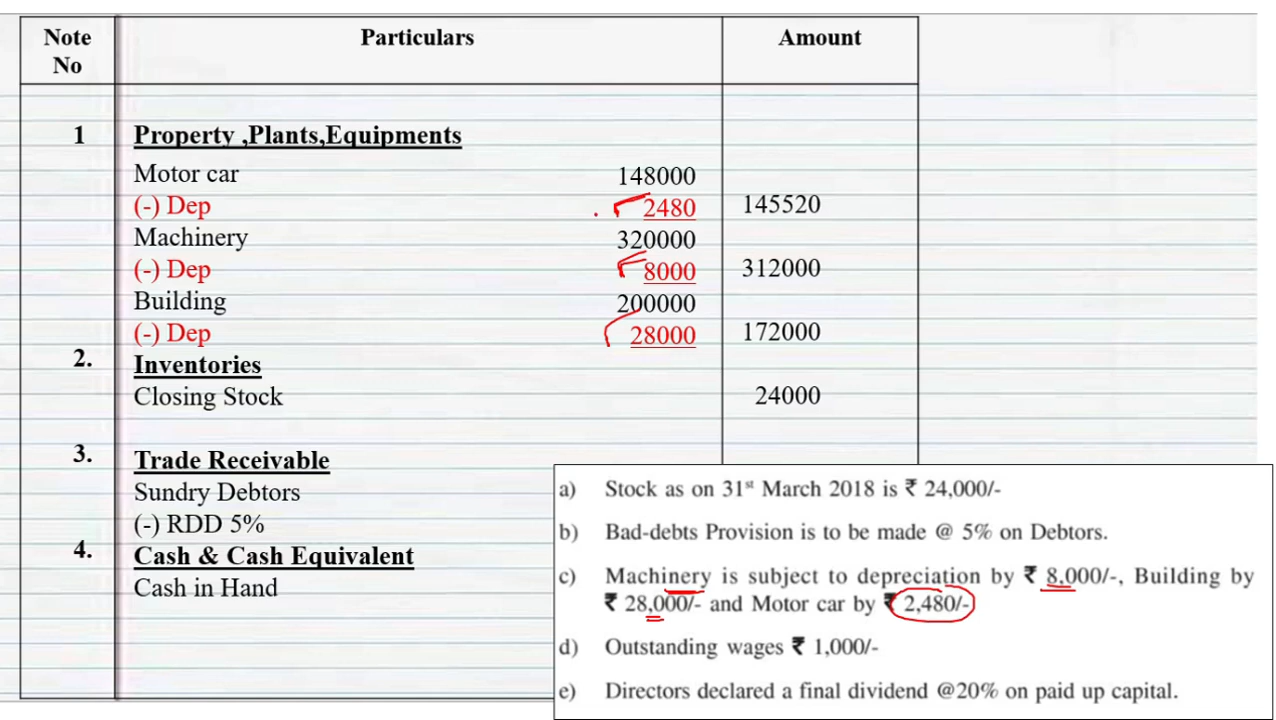 Note No Particulars Amount
1 Property ,Plants,Equipments
Motor car 148000
(-) Dep 2480 145520
Machinery 320000
(-) Dep 8000 312000
Building 200000
(-) Dep 28000 172000
2. Inventories
Closing Stock 24000
3. Trade Receivable
Sundry Debtors
(-) RDD 5%
4. Cash & Cash Equivalent
Cash in Hand
a) Stock as on 31st March 2018 is ₹ 24,000/-
b) Bad-debts Provision is to be made @ 5% on Debtors.
c) Machinery is subject to depreciation by ₹ 8,000/-, Building by
₹ 28,000/- and Motor car by ₹ 2,480/-
d) Outstanding wages ₹ 1,000/-
e) Directors declared a final dividend @20% on paid up capital.